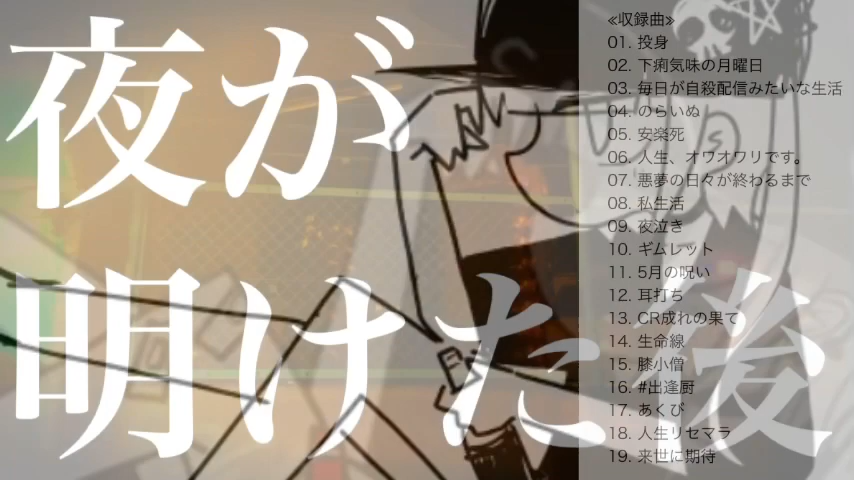 夜が
明けた後
≪収録曲≫
01. 投身
02. 下痢気味の月曜日
03. 毎日が自殺配信みたいな生活
04. のらいぬ
05. 安楽死
06. 人生、オワオワリです。
07. 悪夢の日々が終わるまで
08. 私生活
09. 夜泣き
10. ギムレット
11. 5月の呪い
12. 耳打ち
13. CR成れの果て
14. 生命線
15. 膝小僧
16. #出逢厨
17. あくび
18. 人生リセマラ
19. 来世に期待